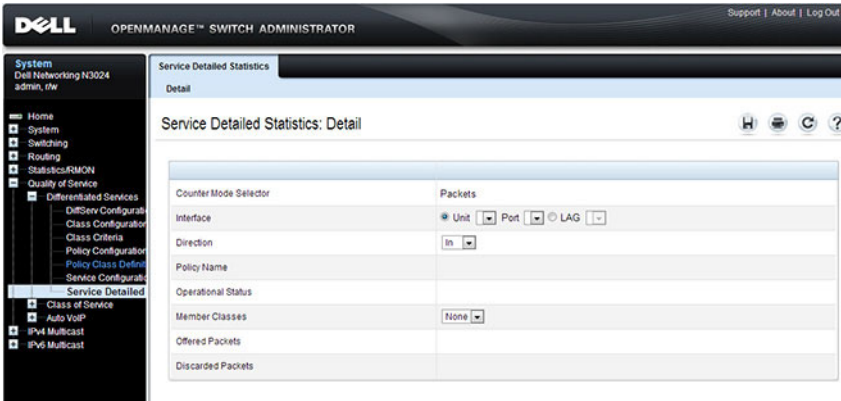 Support | About | Log Out
DELL OPENMANAGE™ SWITCH ADMINISTRATOR
System
Dell Networking N3024
admin, r/w
Home
System
Switching
Routing
Statistics/RMON
Quality of Service
Differentiated Services
DiffServ Configurati
Class Configuration
Class Criteria
Policy Configuration
Policy Class Definit
Service Configuratio
Service Detailed
Class of Service
Auto VoIP
IPv4 Multicast
IPv6 Multicast
Service Detailed Statistics
Detail
Service Detailed Statistics: Detail
Counter Mode Selector Packets
Interface Unit Port LAG
Direction In
Policy Name
Operational Status
Member Classes None
Offered Packets
Discarded Packets